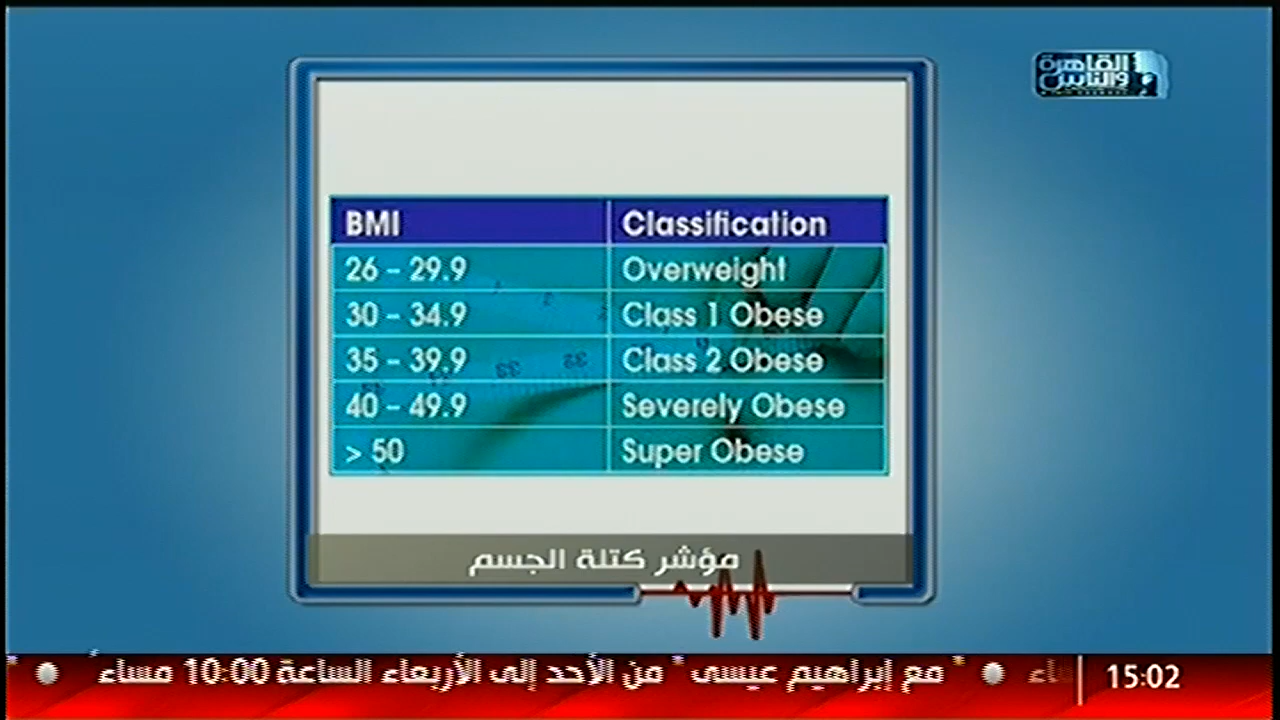 القاهرة
والناس
BMI Classification
26 - 29.9 Overweight
30 - 34.9 Class 1 Obese
35 - 39.9 Class 2 Obese
40 - 49.9 Severely Obese
> 50 Super Obese
مؤشر كتلة الجسم
" مع إبراهيم عيسى " من الأحد إلى الأربعاء الساعة 10:00 مساءً
15:02